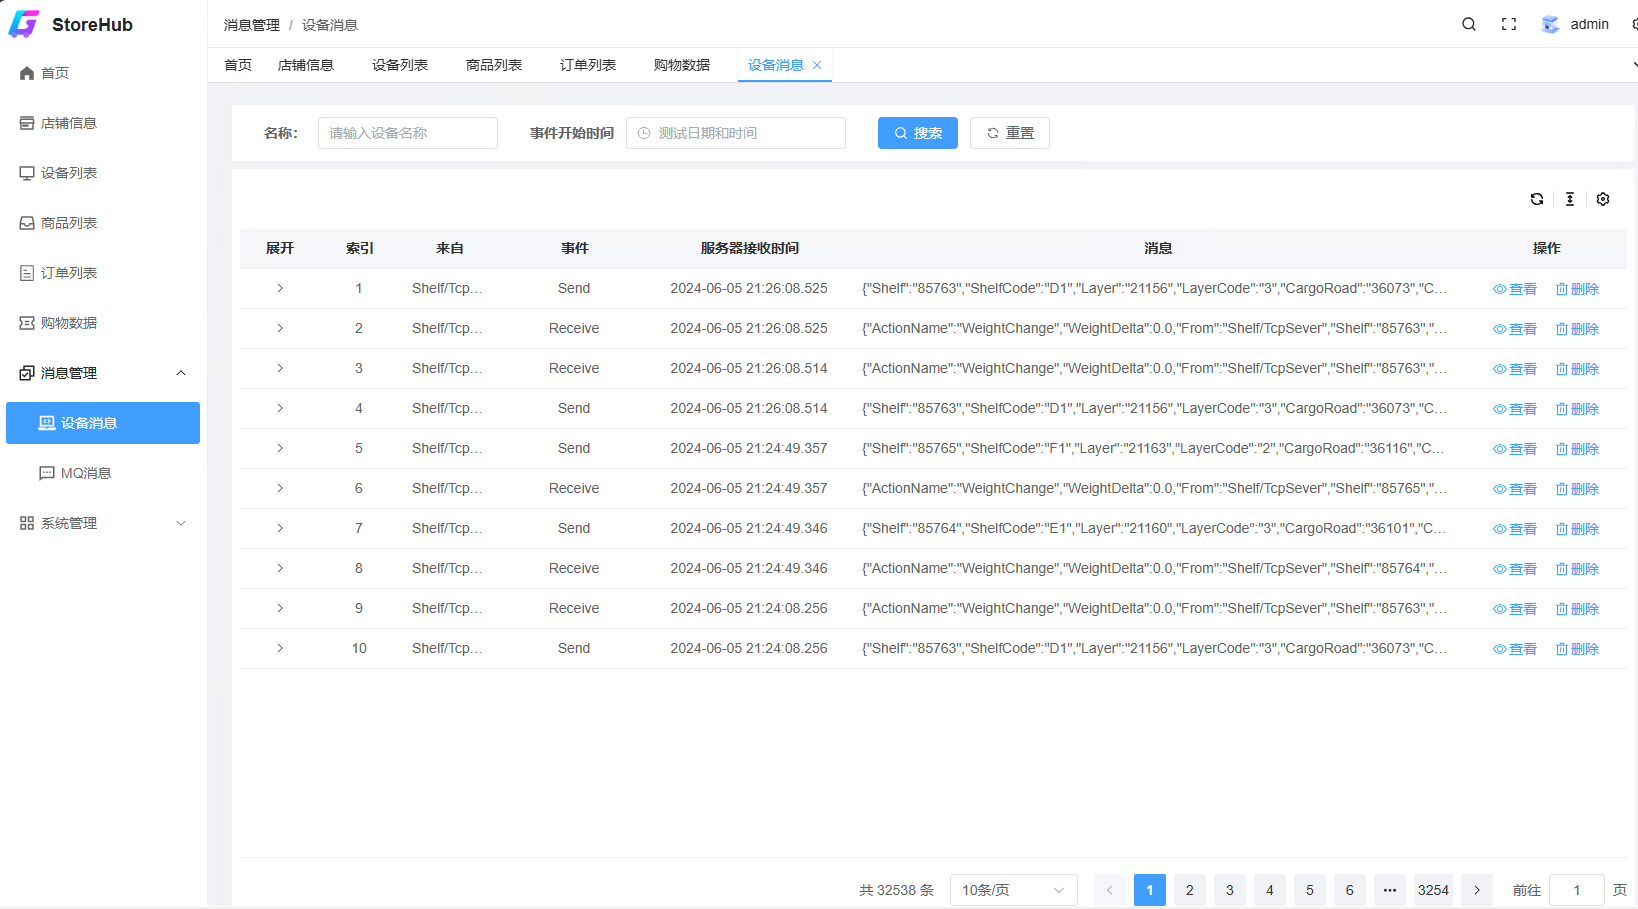 StoreHub
消息管理 / 设备消息
admin
首页
店铺信息
设备列表
商品列表
订单列表
购物数据
消息管理
设备消息
MQ消息
系统管理
首页 店铺信息 设备列表 商品列表 订单列表 购物数据 设备消息
名称： 请输入设备名称 事件开始时间 测试日期和时间 搜索 重置
展开 索引 来自 事件 服务器接收时间 消息 操作
1 Shelf/Tcp... Send 2024-06-05 21:26:08.525 {"Shelf":"85763","ShelfCode":"D1","Layer":"21156","LayerCode":"3","CargoRoad":"36073","C... 查看 删除
2 Shelf/Tcp... Receive 2024-06-05 21:26:08.525 {"ActionName":"WeightChange","WeightDelta":0.0,"From":"Shelf/TcpSever","Shelf":"85763","... 查看 删除
3 Shelf/Tcp... Receive 2024-06-05 21:26:08.514 {"ActionName":"WeightChange","WeightDelta":0.0,"From":"Shelf/TcpSever","Shelf":"85763","... 查看 删除
4 Shelf/Tcp... Send 2024-06-05 21:26:08.514 {"Shelf":"85763","ShelfCode":"D1","Layer":"21156","LayerCode":"3","CargoRoad":"36073","C... 查看 删除
5 Shelf/Tcp... Send 2024-06-05 21:24:49.357 {"Shelf":"85765","ShelfCode":"F1","Layer":"21163","LayerCode":"2","CargoRoad":"36116","C... 查看 删除
6 Shelf/Tcp... Receive 2024-06-05 21:24:49.357 {"ActionName":"WeightChange","WeightDelta":0.0,"From":"Shelf/TcpSever","Shelf":"85765","... 查看 删除
7 Shelf/Tcp... Send 2024-06-05 21:24:49.346 {"Shelf":"85764","ShelfCode":"E1","Layer":"21160","LayerCode":"3","CargoRoad":"36101","C... 查看 删除
8 Shelf/Tcp... Receive 2024-06-05 21:24:49.346 {"ActionName":"WeightChange","WeightDelta":0.0,"From":"Shelf/TcpSever","Shelf":"85764","... 查看 删除
9 Shelf/Tcp... Receive 2024-06-05 21:24:08.256 {"ActionName":"WeightChange","WeightDelta":0.0,"From":"Shelf/TcpSever","Shelf":"85763","... 查看 删除
10 Shelf/Tcp... Send 2024-06-05 21:24:08.256 {"Shelf":"85763","ShelfCode":"D1","Layer":"21156","LayerCode":"3","CargoRoad":"36073","C... 查看 删除
共 32538 条 10条/页 1 2 3 4 5 6 ... 3254 前往 1 页